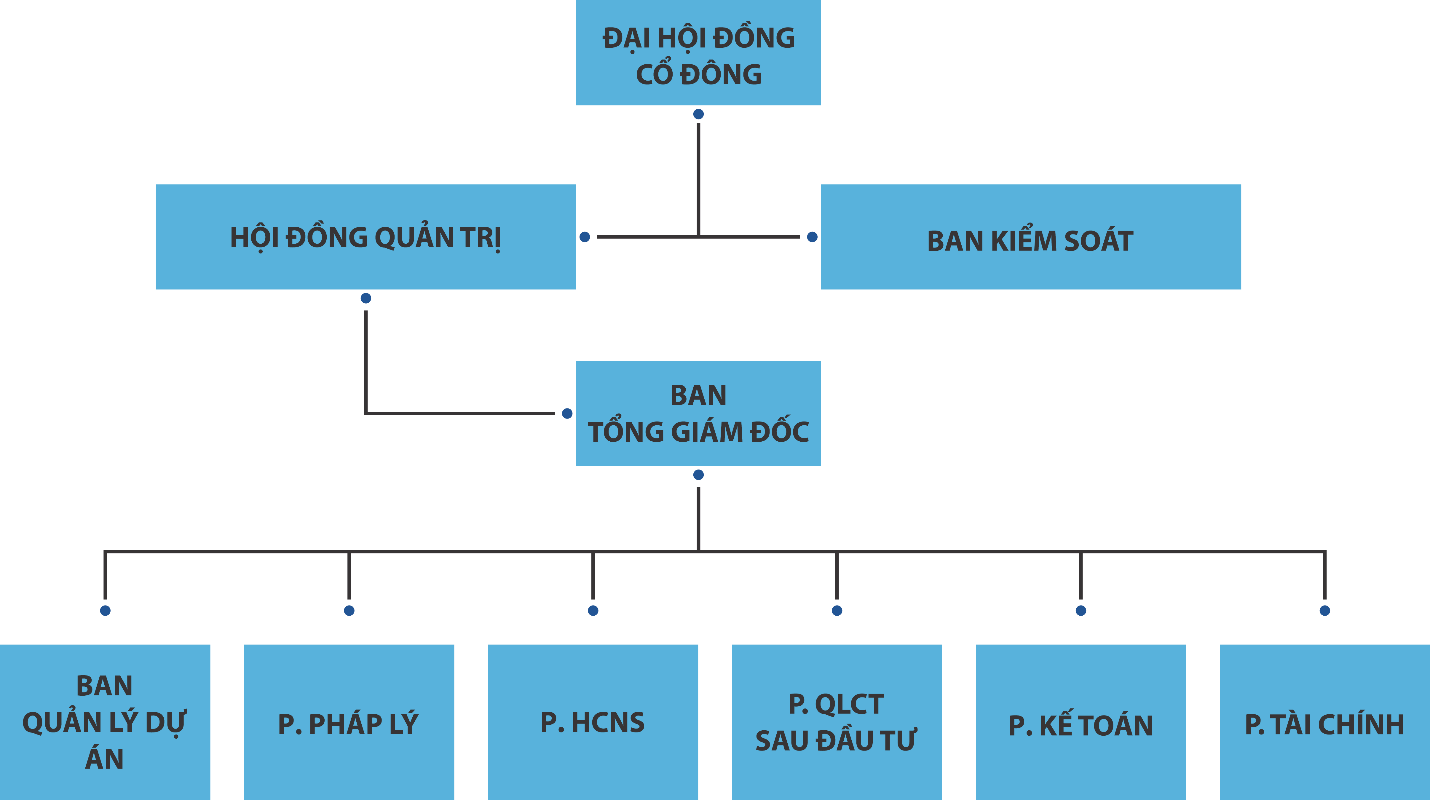 ĐẠI HỘI ĐỒNG
CỔ ĐÔNG
HỘI ĐỒNG QUẢN TRỊ
BAN KIỂM SOÁT
BAN
TỔNG GIÁM ĐỐC
BAN
QUẢN LÝ DỰ
ÁN
P. PHÁP LÝ
P. HCNS
P. QLCT
SAU ĐẦU TƯ
P. KẾ TOÁN
P. TÀI CHÍNH